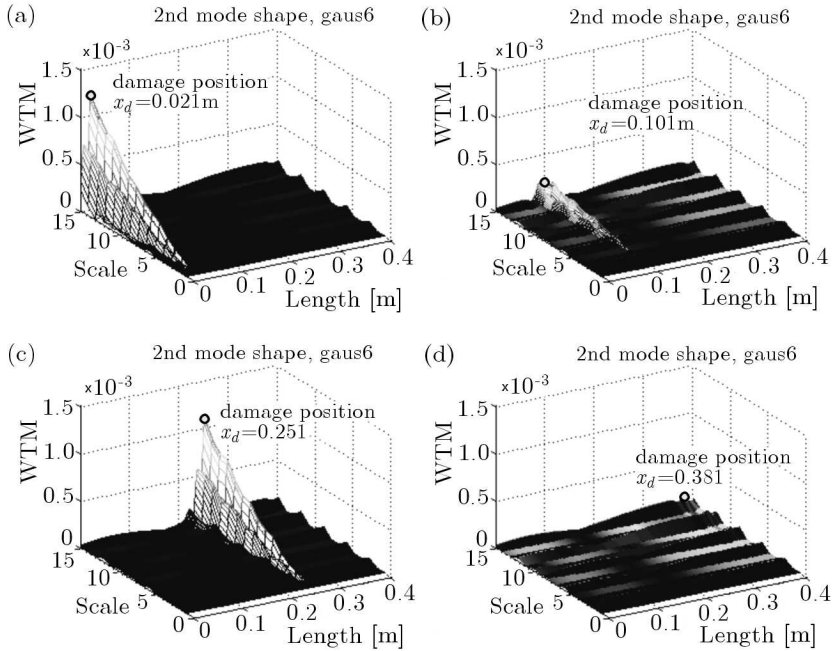 (a)
2nd mode shape, gaus6
×10⁻³
1.5
1.0
0.5
0
WTM
damage position
x_d=0.021m
15
10
5
0
Scale
0
0.1
0.2
0.3
0.4
Length [m]
(b)
2nd mode shape, gaus6
×10⁻³
1.5
1.0
0.5
0
WTM
damage position
x_d=0.101m
15
10
5
0
Scale
0
0.1
0.2
0.3
0.4
Length [m]
(c)
2nd mode shape, gaus6
×10⁻³
1.5
1.0
0.5
0
WTM
damage position
x_d=0.251
15
10
5
0
Scale
0
0.1
0.2
0.3
0.4
Length [m]
(d)
2nd mode shape, gaus6
×10⁻³
1.5
1.0
0.5
0
WTM
damage position
x_d=0.381
15
10
5
0
Scale
0
0.1
0.2
0.3
0.4
Length [m]